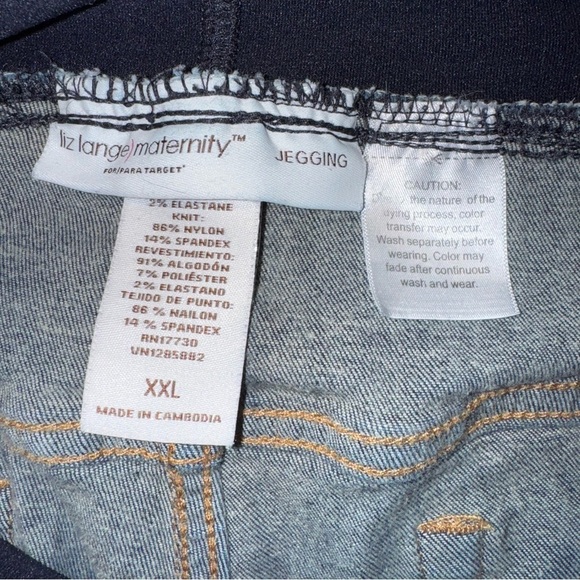 liz lange)maternity™
FOR/PARA TARGET*
JEGGING
2% ELASTANE
KNIT:
86% NYLON
14% SPANDEX
REVESTIMIENTO:
91% ALGODÓN
7% POLIÉSTER
2% ELASTANO
TEJIDO DE PUNTO:
86 % NAILON
14 % SPANDEX
RN17730
VN1285882
XXL
MADE IN CAMBODIA
CAUTION:
the nature of the
dying process, color
transfer may occur.
Wash separately before
wearing. Color may
fade after continuous
wash and wear.